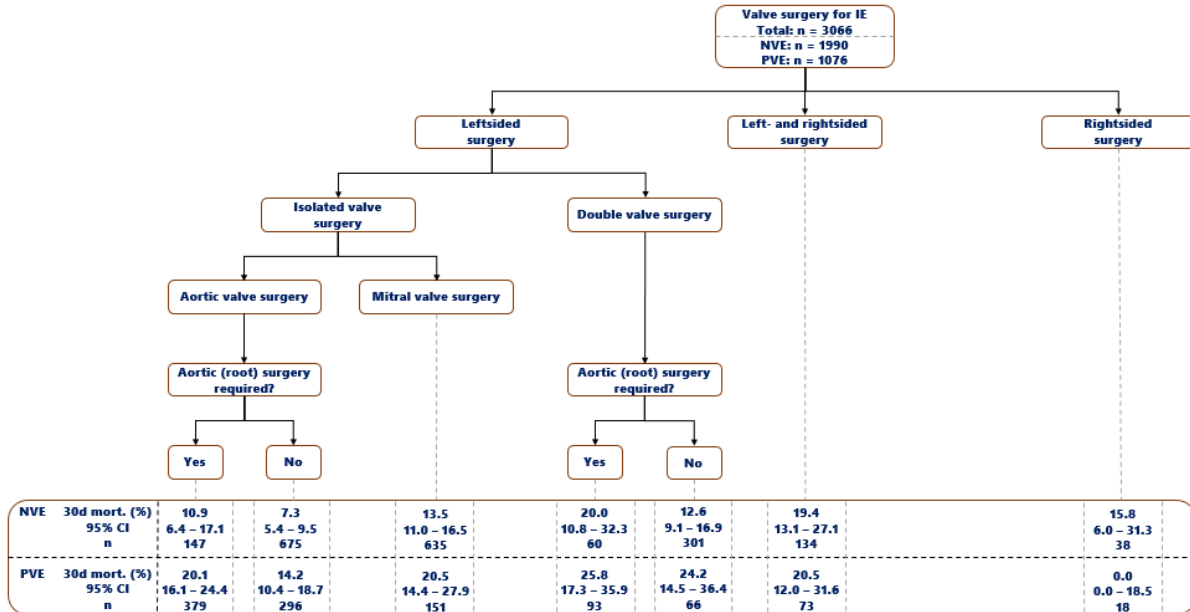 Valve surgery for IE
Total: n = 3066
NVE: n = 1990
PVE: n = 1076
Leftsided
surgery
Left- and rightsided
surgery
Rightsided
surgery
Isolated valve
surgery
Double valve surgery
Aortic valve surgery
Mitral valve surgery
Aortic (root) surgery
required?
Aortic (root) surgery
required?
Yes
No
Yes
No
NVE 30d mort. (%) 10.9 7.3 13.5 20.0 12.6 19.4 15.8
95% CI 6.4 – 17.1 5.4 – 9.5 11.0 – 16.5 10.8 – 32.3 9.1 – 16.9 13.1 – 27.1 6.0 – 31.3
n 147 675 635 60 301 134 38
PVE 30d mort. (%) 20.1 14.2 20.5 25.8 24.2 20.5 0.0
95% CI 16.1 – 24.4 10.4 – 18.7 14.4 – 27.9 17.3 – 35.9 14.5 – 36.4 12.0 – 31.6 0.0 – 18.5
n 379 296 151 93 66 73 18